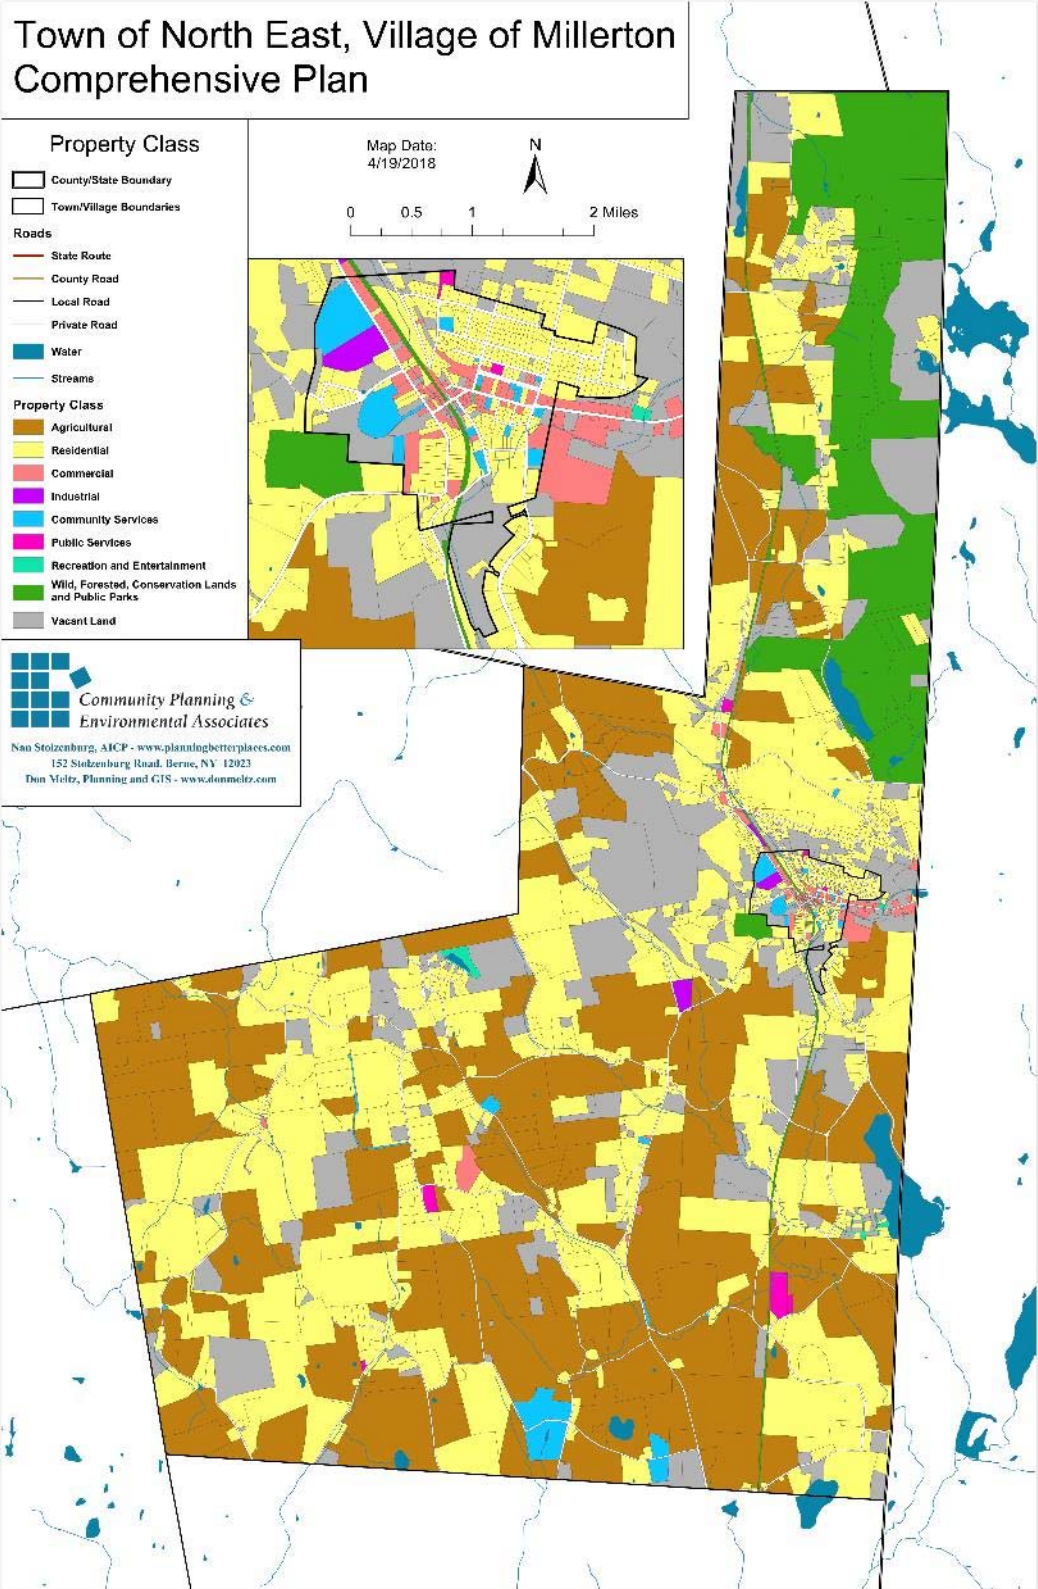 Town of North East, Village of Millerton
Comprehensive Plan
Property Class
County/State Boundary
Town/Village Boundaries
Roads
State Route
County Road
Local Road
Private Road
Water
Streams
Property Class
Agricultural
Residential
Commercial
Industrial
Community Services
Public Services
Recreation and Entertainment
Wild, Forested, Conservation Lands
and Public Parks
Vacant Land
Map Date:
4/19/2018
N
0 0.5 1 2 Miles
Community Planning &
Environmental Associates
Nan Stolzenburg, AICP - www.planningbetterplaces.com
152 Stolzenburg Road, Berne, NY 12023
Don Meltz, Planning and GIS - www.donmeltz.com